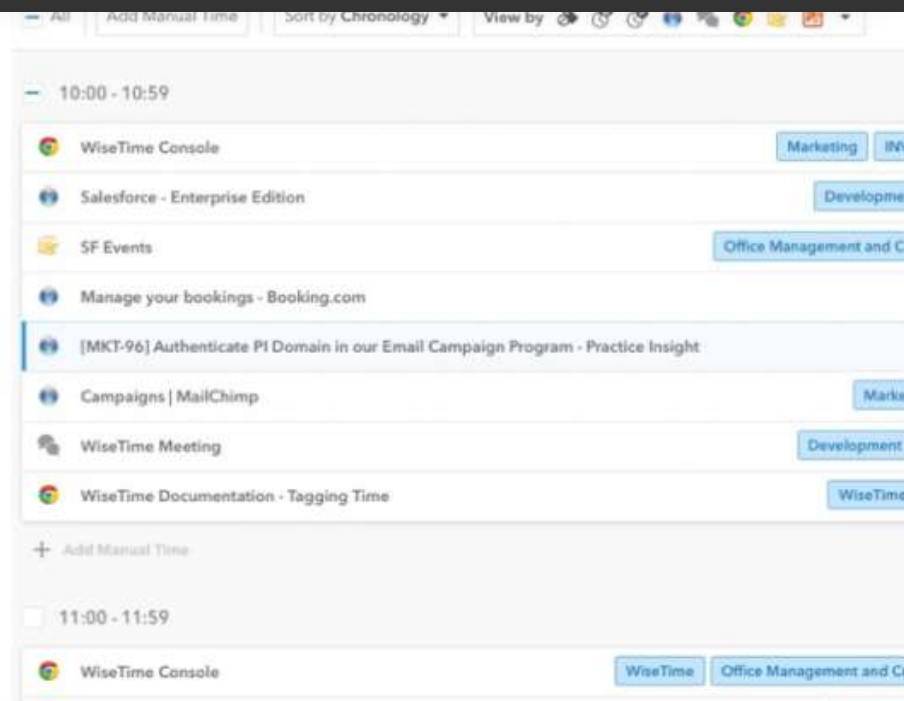 All Add Manual Time Sort by Chronology View by
10:00 - 10:59
WiseTime Console Marketing
Salesforce - Enterprise Edition
SF Events Office Management and
Manage your bookings - Booking.com
[MKT-96] Authenticate PI Domain in our Email Campaign Program - Practice Insight
Campaigns | MailChimp
WiseTime Meeting Development
WiseTime Documentation - Tagging Time WiseTime
+ Add Manual Time
11:00 - 11:59
WiseTime Console WiseTime Office Management and